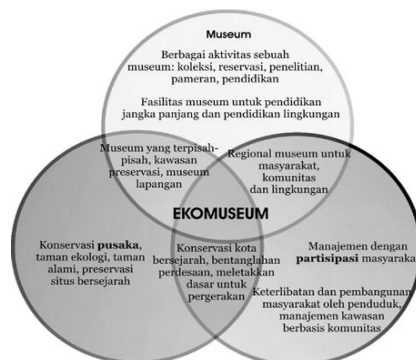 Museum
Berbagai aktivitas sebuah
museum: koleksi, reservasi, penelitian,
pameran, pendidikan
Fasilitas museum untuk pendidikan
jangka panjang dan pendidikan lingkungan
Museum yang terpisah-
pisah, kawasan
preservasi, museum
lapangan
Regional museum untuk
masyarakat,
komunitas
dan lingkungan
EKOMUSEUM
Konservasi pusaka,
taman ekologi, taman
alami, preservasi
situs bersejarah
Konservasi kota
bersejarah, bentanglahan
perdesaan, meletakkan
dasar untuk
pergerakan
Manajemen dengan
partisipasi masyaraka
Keterlibatan dan pembangunan
masyarakat oleh penduduk,
manajemen kawasan
berbasis komunitas